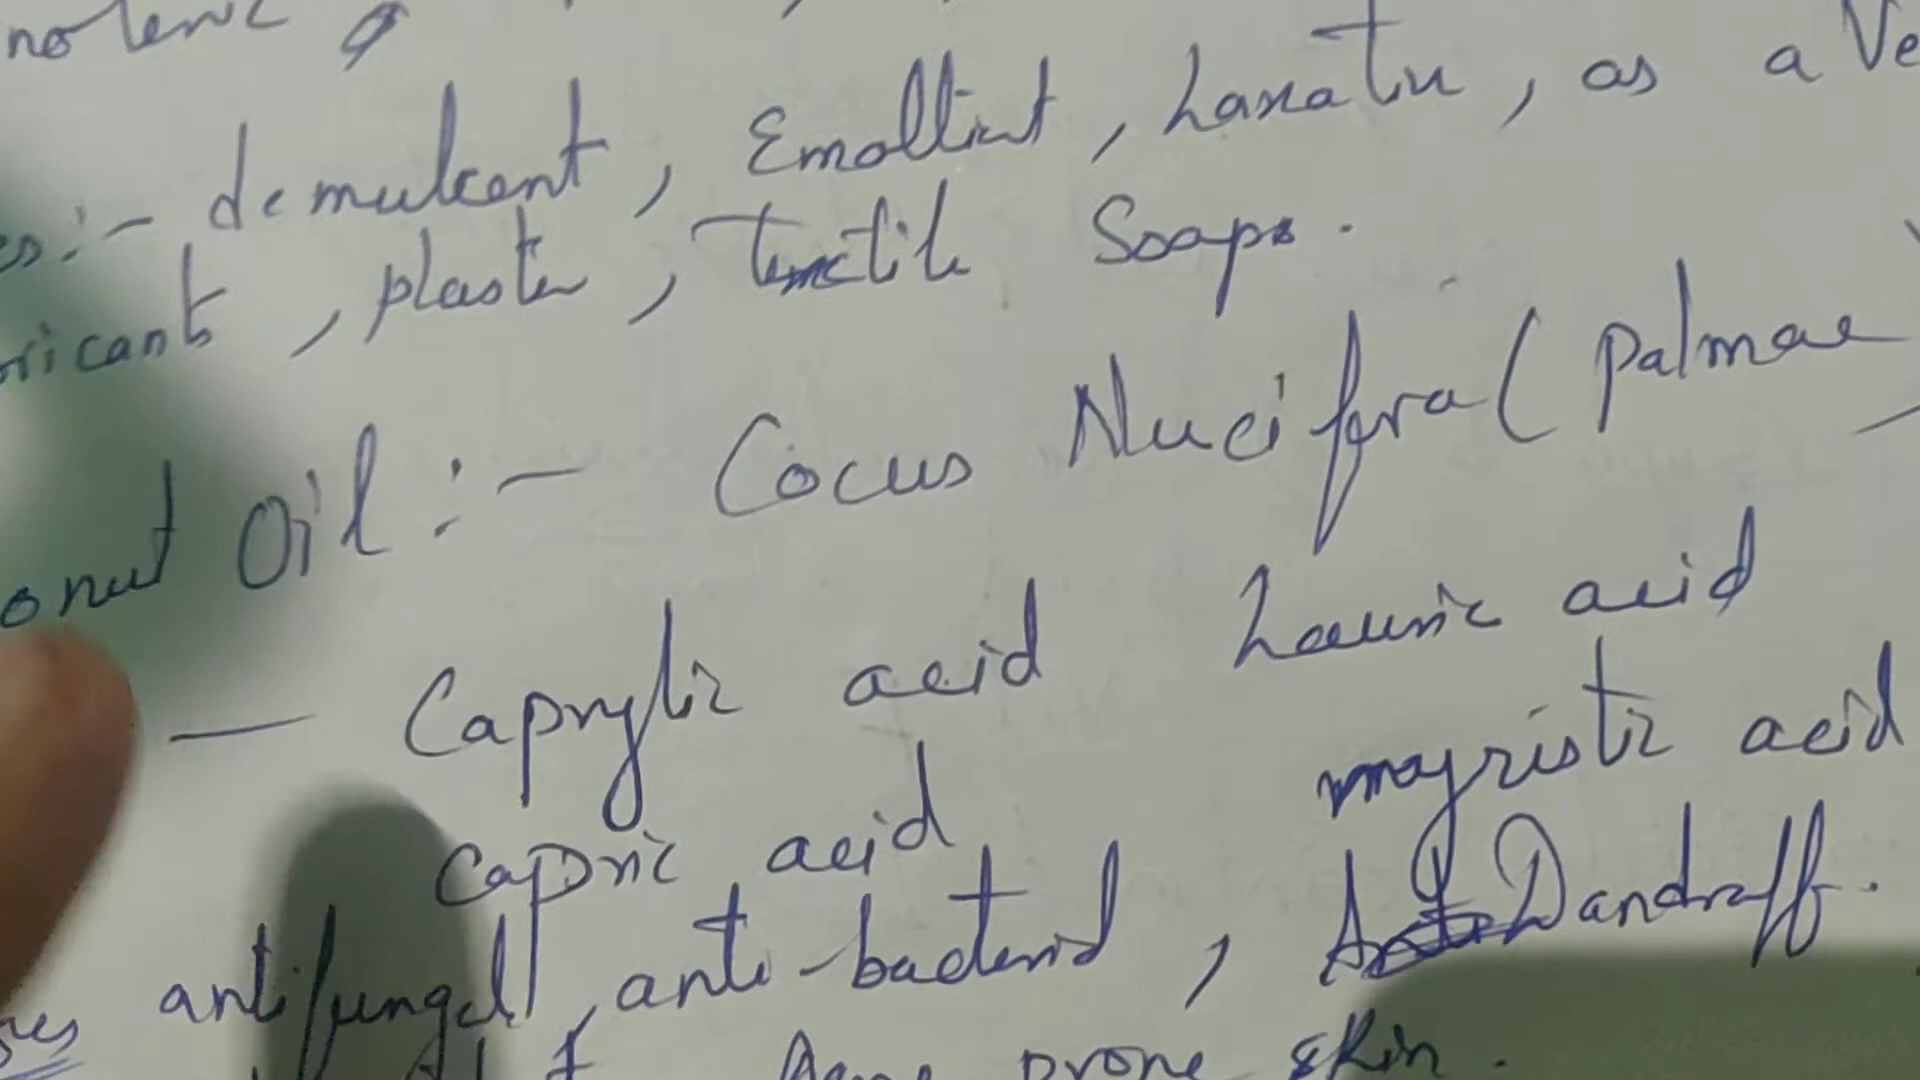 demulcent, Emollient, Laxative, as a Ve
ricants, plaster, Textile Soaps.
onut Oil :- Cocus Nucifera (Palmae)
— Caprylic acid Lauric acid
Capric acid myristic acid
antifungal, anti-bacterial, Anti Dandruff.
prone skin.